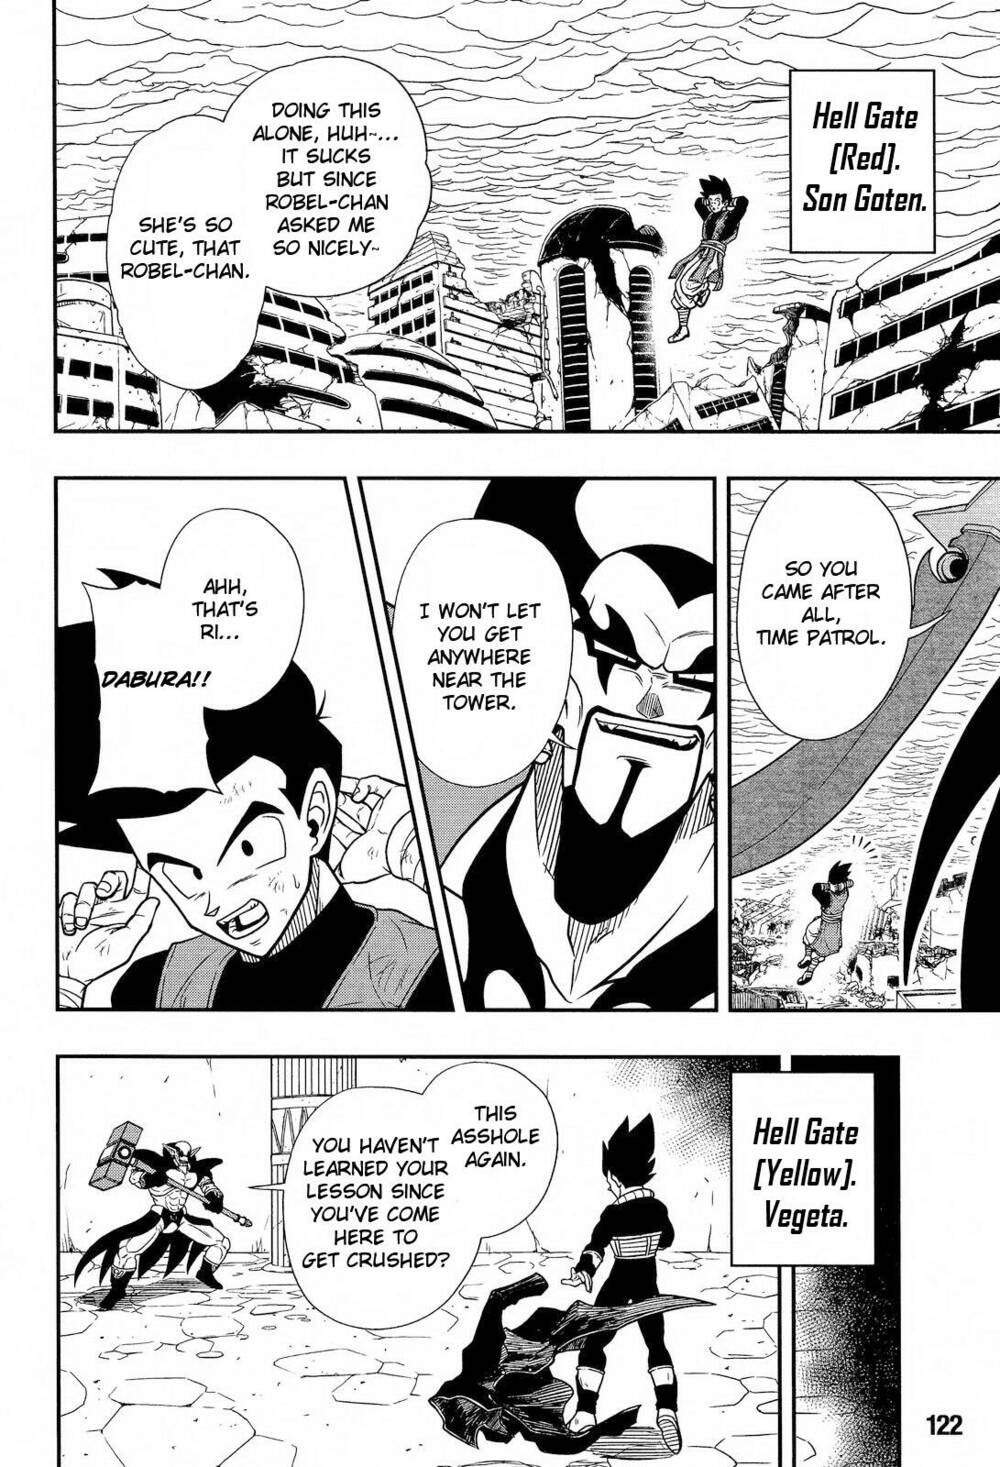 Hell Gate
[Red].
Son Goten.
DOING THIS
ALONE, HUH~...
IT SUCKS
BUT SINCE
ROBEL-CHAN
ASKED ME
SO NICELY~
SHE'S SO
CUTE, THAT
ROBEL-CHAN.
SO YOU
CAME AFTER
ALL,
TIME PATROL.
I WON'T LET
YOU GET
ANYWHERE
NEAR THE
TOWER.
AHH,
THAT'S
RI...
DABURA!!
Hell Gate
[Yellow].
Vegeta.
THIS
ASSHOLE
AGAIN.
YOU HAVEN'T
LEARNED YOUR
LESSON SINCE
YOU'VE COME
HERE TO
GET CRUSHED?
122